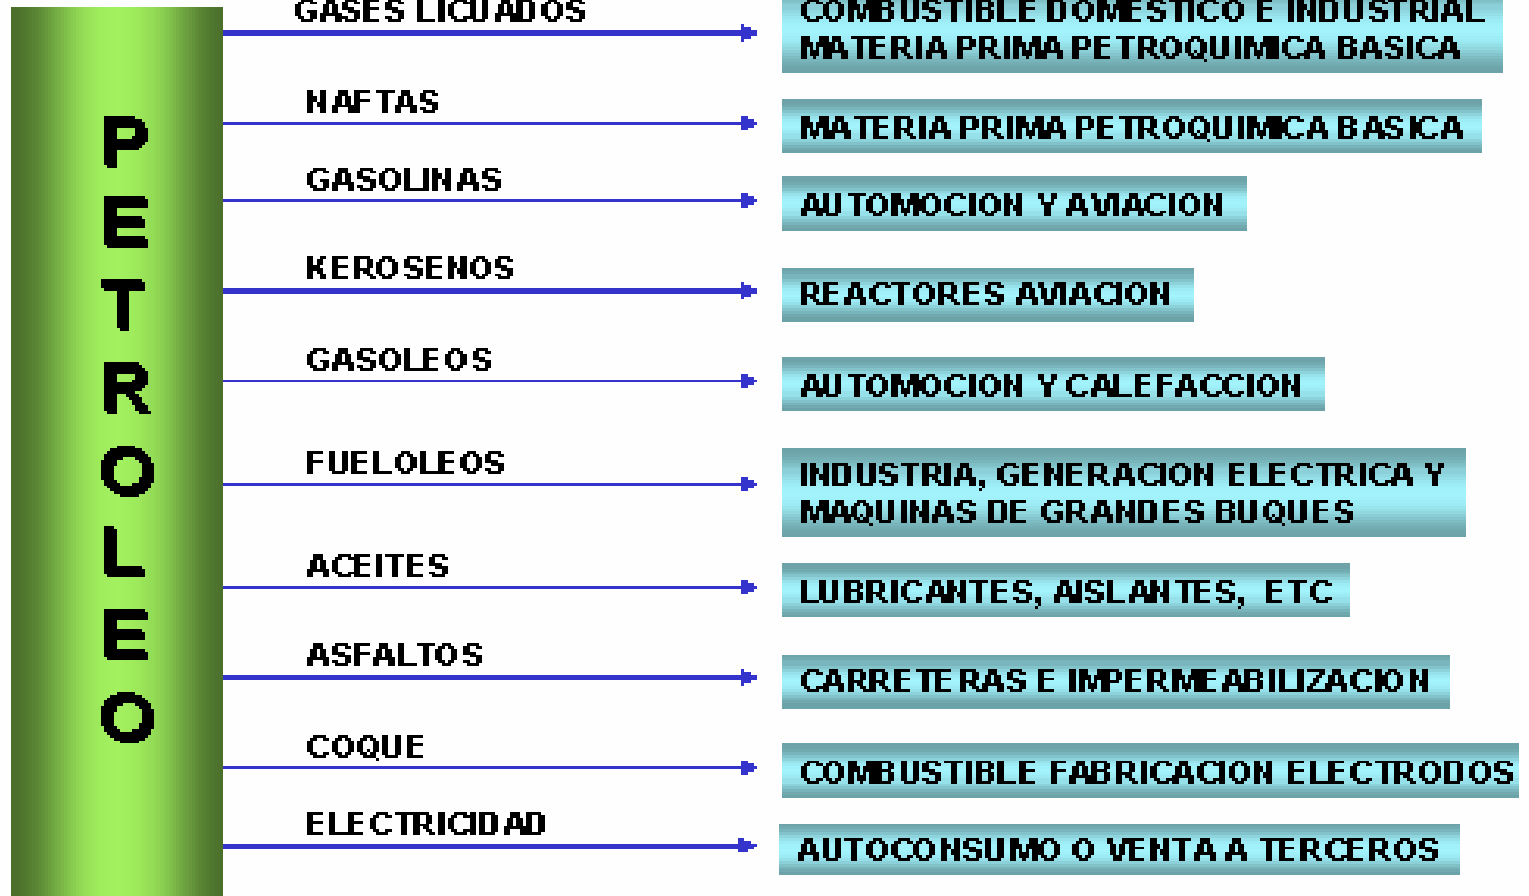 PETROLEO
GASES LICUADOS
COMBUSTIBLE DOMESTICO E INDUSTRIAL
MATERIA PRIMA PETROQUIMICA BASICA
NAFTAS
MATERIA PRIMA PETROQUIMICA BASICA
GASOLINAS
AUTOMOCION Y AVIACION
KEROSENOS
REACTORES AVIACION
GASOLEOS
AUTOMOCION Y CALEFACCION
FUELOLEOS
INDUSTRIA, GENERACION ELECTRICA Y
MAQUINAS DE GRANDES BUQUES
ACEITES
LUBRICANTES, AISLANTES, ETC
ASFALTOS
CARRETERAS E IMPERMEABILIZACION
COQUE
COMBUSTIBLE FABRICACION ELECTRODOS
ELECTRICIDAD
AUTOCONSUMO O VENTA A TERCEROS